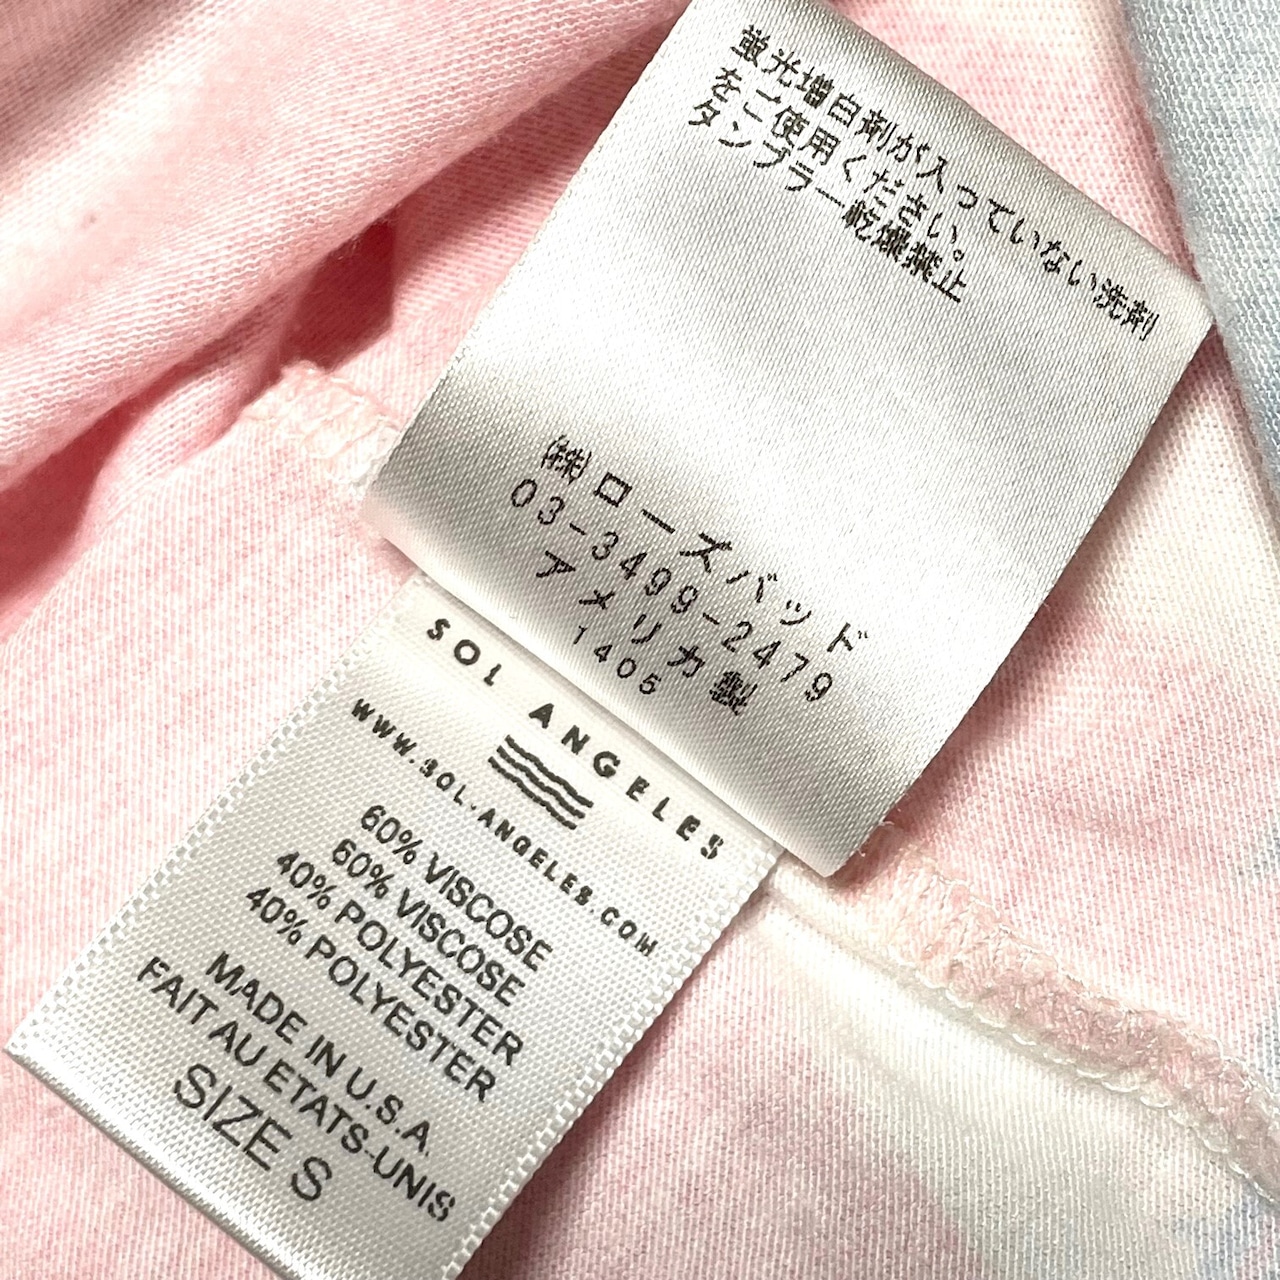 蛍光増白剤が入っていない洗剤
をご使用ください。
タンブラー乾燥禁止
㈱ローズバッド
03-3499-2479
アメリカ製
1405
SOL ANGELES
WWW.SOL-ANGELES.COM
60% VISCOSE
60% VISCOSE
40% POLYESTER
40% POLYESTER
MADE IN U.S.A.
FAIT AU ETATS-UNIS
SIZE S